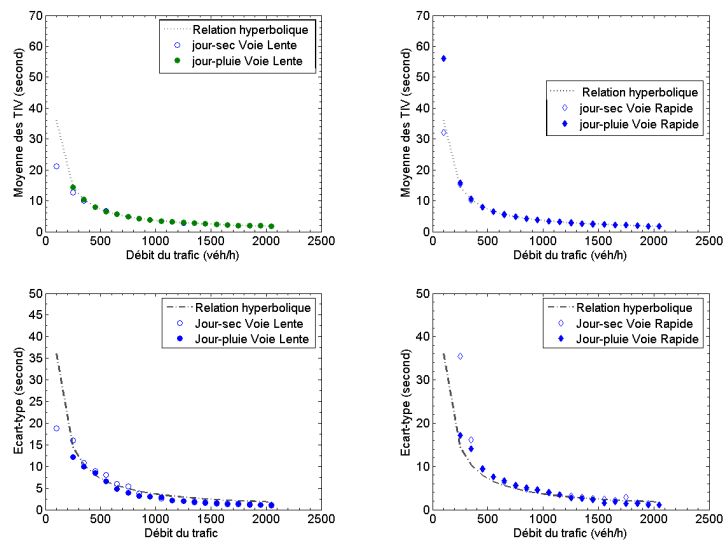 70
60
50
40
30
20
10
0
0
500
1000
1500
2000
2500
Moyenne des TIV (second)
Débit du trafic (véh/h)
Relation hyperbolique
jour-sec Voie Lente
jour-pluie Voie Lente
70
60
50
40
30
20
10
0
0
500
1000
1500
2000
2500
Moyenne des TIV (second)
Débit du trafic (véh/h)
Relation hyperbolique
jour-sec Voie Rapide
jour-pluie Voie Rapide
50
45
40
35
30
25
20
15
10
5
0
0
500
1000
1500
2000
2500
Ecart-type (second)
Débit du trafic
Relation hyperbolique
Jour-sec Voie Lente
Jour-pluie Voie Lente
50
40
30
20
10
0
0
500
1000
1500
2000
2500
Ecart-type (second)
Débit du trafic (véh/h)
Relation hyperbolique
Jour-sec Voie Rapide
Jour-pluie Voie Rapide